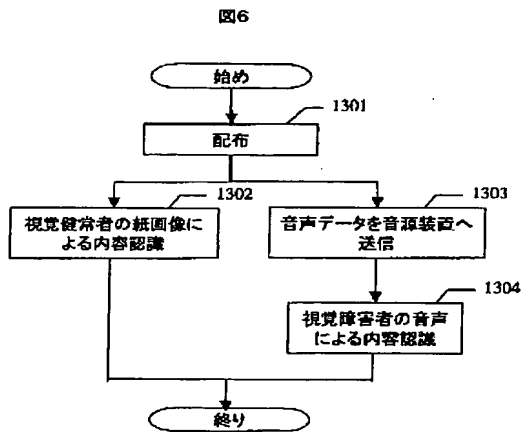 図6
始め
1301
配布
1302
視覚健常者の紙画像に
よる内容認識
1303
音声データを音源装置へ
送信
1304
視覚障害者の音声
による内容認識
終り